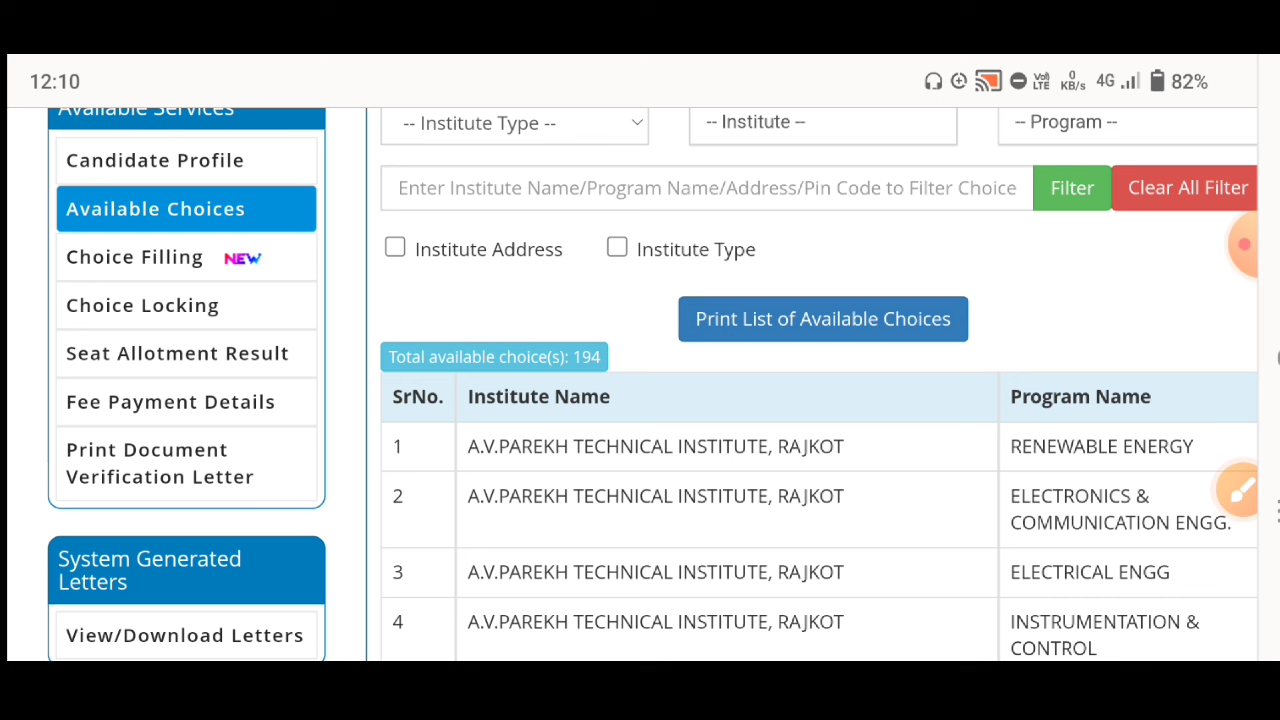 12:10
0
KB/s
Vo)
LTE
4G
82%
Available Services
Candidate Profile
Available Choices
Choice Filling NEW
Choice Locking
Seat Allotment Result
Fee Payment Details
Print Document
Verification Letter
System Generated
Letters
View/Download Letters
-- Institute Type --
-- Institute --
-- Program --
Enter Institute Name/Program Name/Address/Pin Code to Filter Choice
Filter
Clear All Filter
Institute Address
Institute Type
Print List of Available Choices
Total available choice(s): 194
SrNo. Institute Name Program Name
1 A.V.PAREKH TECHNICAL INSTITUTE, RAJKOT RENEWABLE ENERGY
2 A.V.PAREKH TECHNICAL INSTITUTE, RAJKOT ELECTRONICS &
COMMUNICATION ENGG.
3 A.V.PAREKH TECHNICAL INSTITUTE, RAJKOT ELECTRICAL ENGG
4 A.V.PAREKH TECHNICAL INSTITUTE, RAJKOT INSTRUMENTATION &
CONTROL